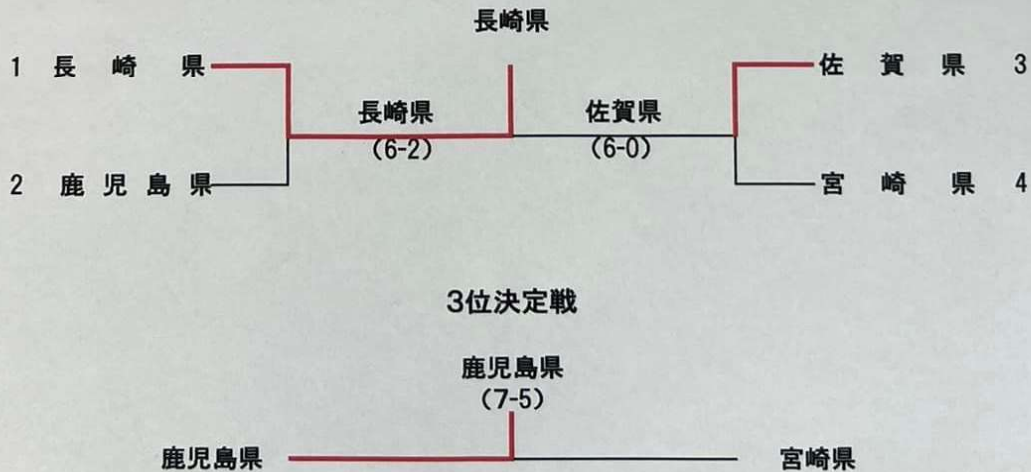 長崎県
1 長崎県 佐賀県 3
長崎県 佐賀県
(6-2) (6-0)
2 鹿児島県 宮崎県 4
3位決定戦
鹿児島県
(7-5)
鹿児島県 宮崎県